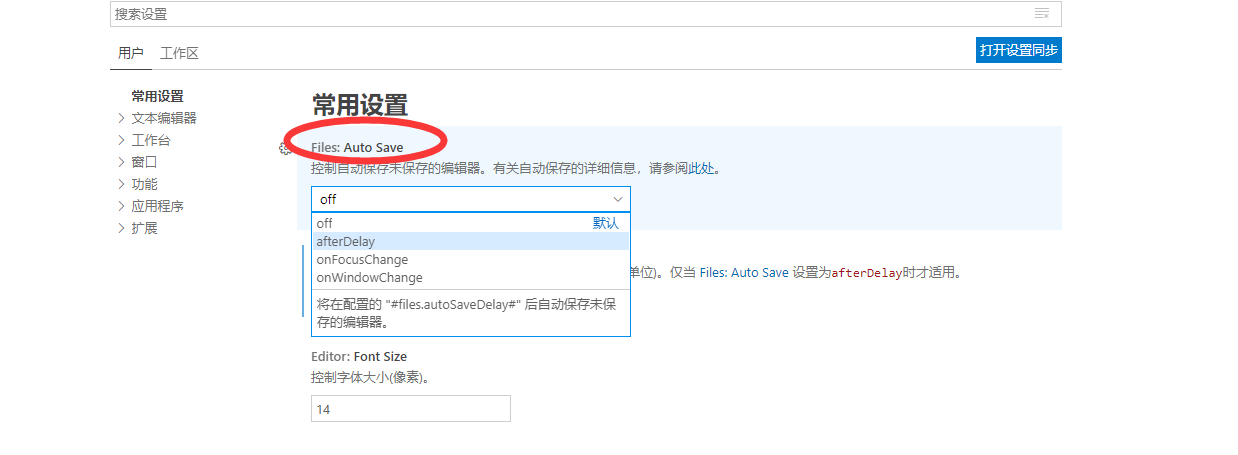 搜索设置
用户 工作区 打开设置同步
常用设置
文本编辑器
工作台
窗口
功能
应用程序
扩展
常用设置
Files: Auto Save
控制自动保存未保存的编辑器。有关自动保存的详细信息，请参阅此处。
off
off 默认
afterDelay
onFocusChange
onWindowChange
将在配置的 "#files.autoSaveDelay#" 后自动保存未保
存的编辑器。
单位)。仅当 Files: Auto Save 设置为afterDelay时才适用。
Editor: Font Size
控制字体大小(像素)。
14